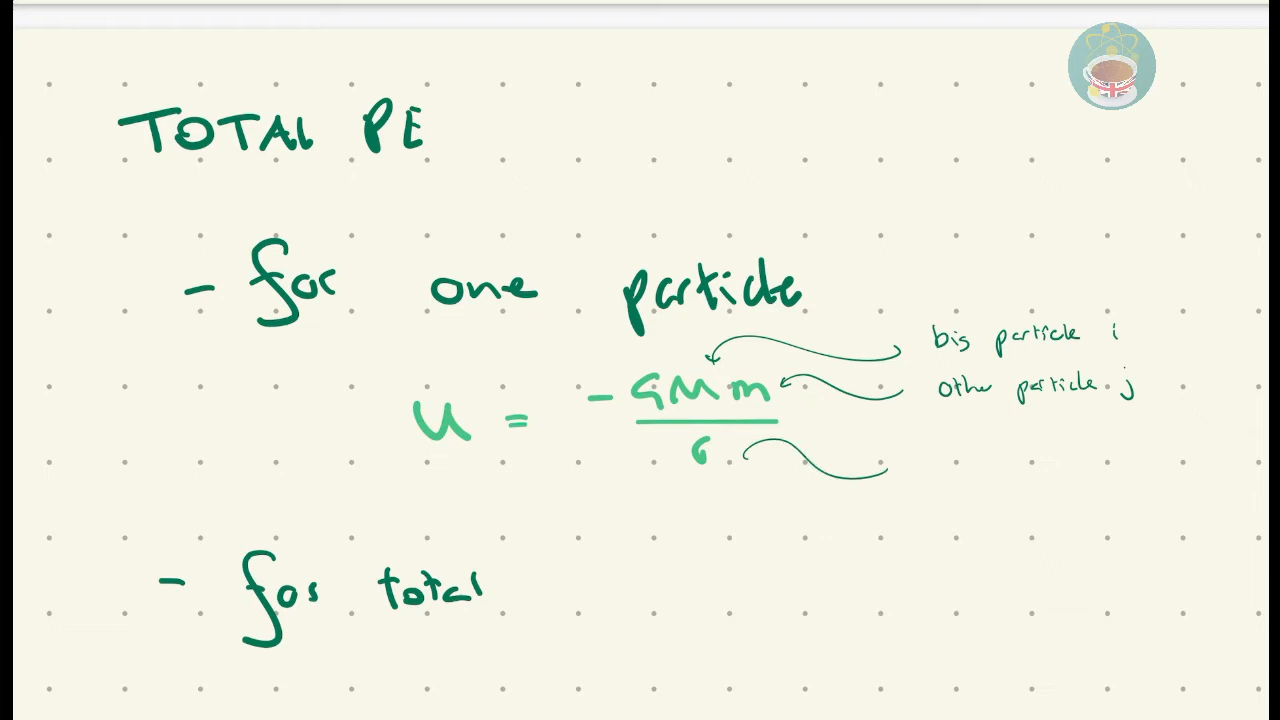 TOTAL PE
- for one particle
big particle i
U = - GMm / r
other particle j
- for total